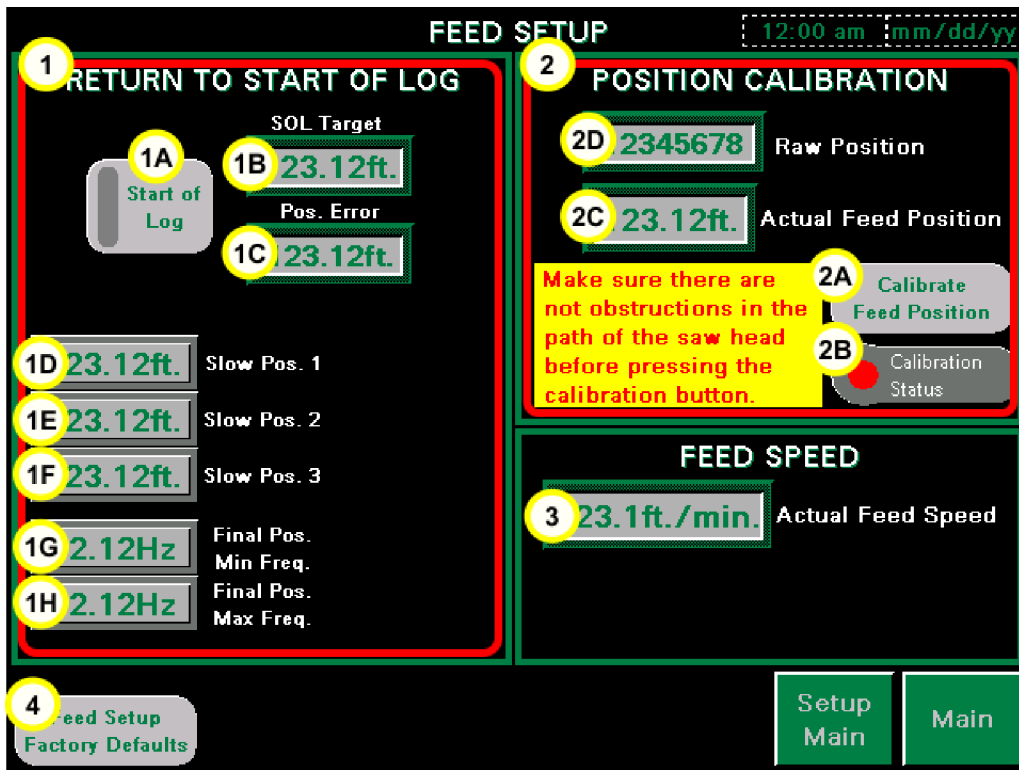 FEED SETUP
12:00 am mm/dd/yy
1
RETURN TO START OF LOG
1A
Start of
Log
SOL Target
1B 23.12ft.
Pos. Error
1C 123.12ft.
1D 23.12ft. Slow Pos. 1
1E 23.12ft. Slow Pos. 2
1F 23.12ft. Slow Pos. 3
1G 2.12Hz Final Pos.
Min Freq.
1H 2.12Hz Final Pos.
Max Freq.
2
POSITION CALIBRATION
2D 2345678 Raw Position
2C 23.12ft. Actual Feed Position
Make sure there are
not obstructions in the
path of the saw head
before pressing the
calibration button.
2A
Calibrate
Feed Position
2B
Calibration
Status
FEED SPEED
3 23.1ft./min. Actual Feed Speed
4
Feed Setup
Factory Defaults
Setup
Main
Main